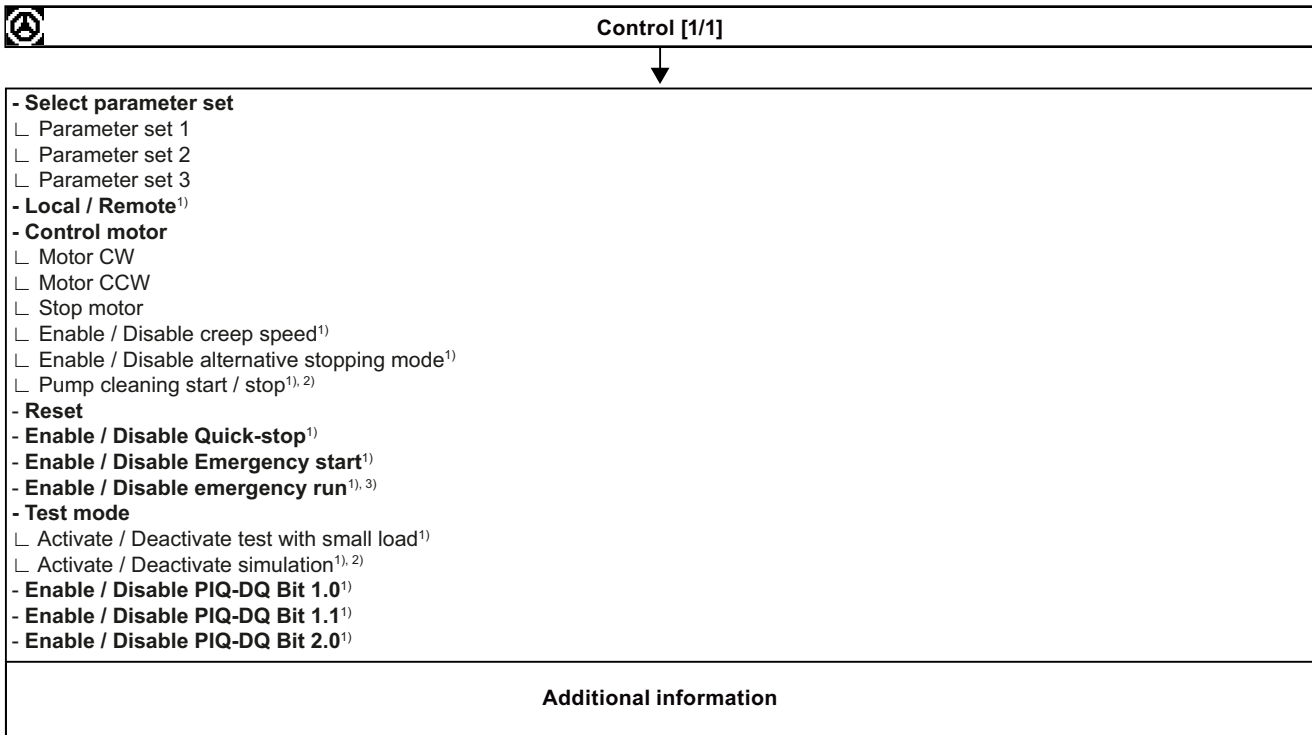 Control [1/1]
- Select parameter set
∟ Parameter set 1
∟ Parameter set 2
∟ Parameter set 3
- Local / Remote1)
- Control motor
∟ Motor CW
∟ Motor CCW
∟ Stop motor
∟ Enable / Disable creep speed1)
∟ Enable / Disable alternative stopping mode1)
∟ Pump cleaning start / stop1), 2)
- Reset
- Enable / Disable Quick-stop1)
- Enable / Disable Emergency start1)
- Enable / Disable emergency run1), 3)
- Test mode
∟ Activate / Deactivate test with small load1)
∟ Activate / Deactivate simulation1), 2)
- Enable / Disable PIQ-DQ Bit 1.01)
- Enable / Disable PIQ-DQ Bit 1.11)
- Enable / Disable PIQ-DQ Bit 2.01)
Additional information